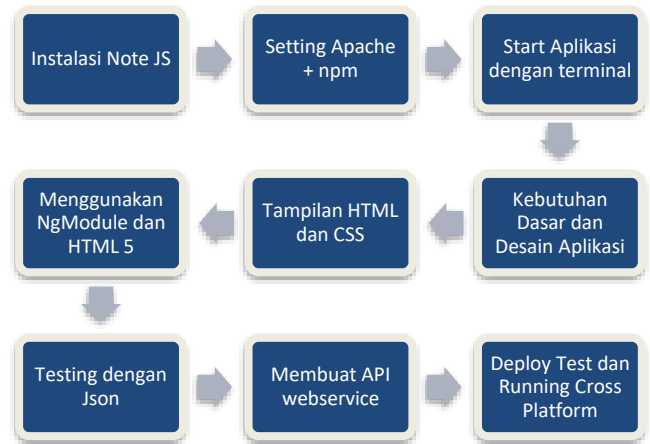 Instalasi Note JS
Setting Apache
+ npm
Start Aplikasi
dengan terminal
Kebutuhan
Dasar dan
Desain Aplikasi
Tampilan HTML
dan CSS
Menggunakan
NgModule dan
HTML 5
Testing dengan
Json
Membuat API
webservice
Deploy Test dan
Running Cross
Platform